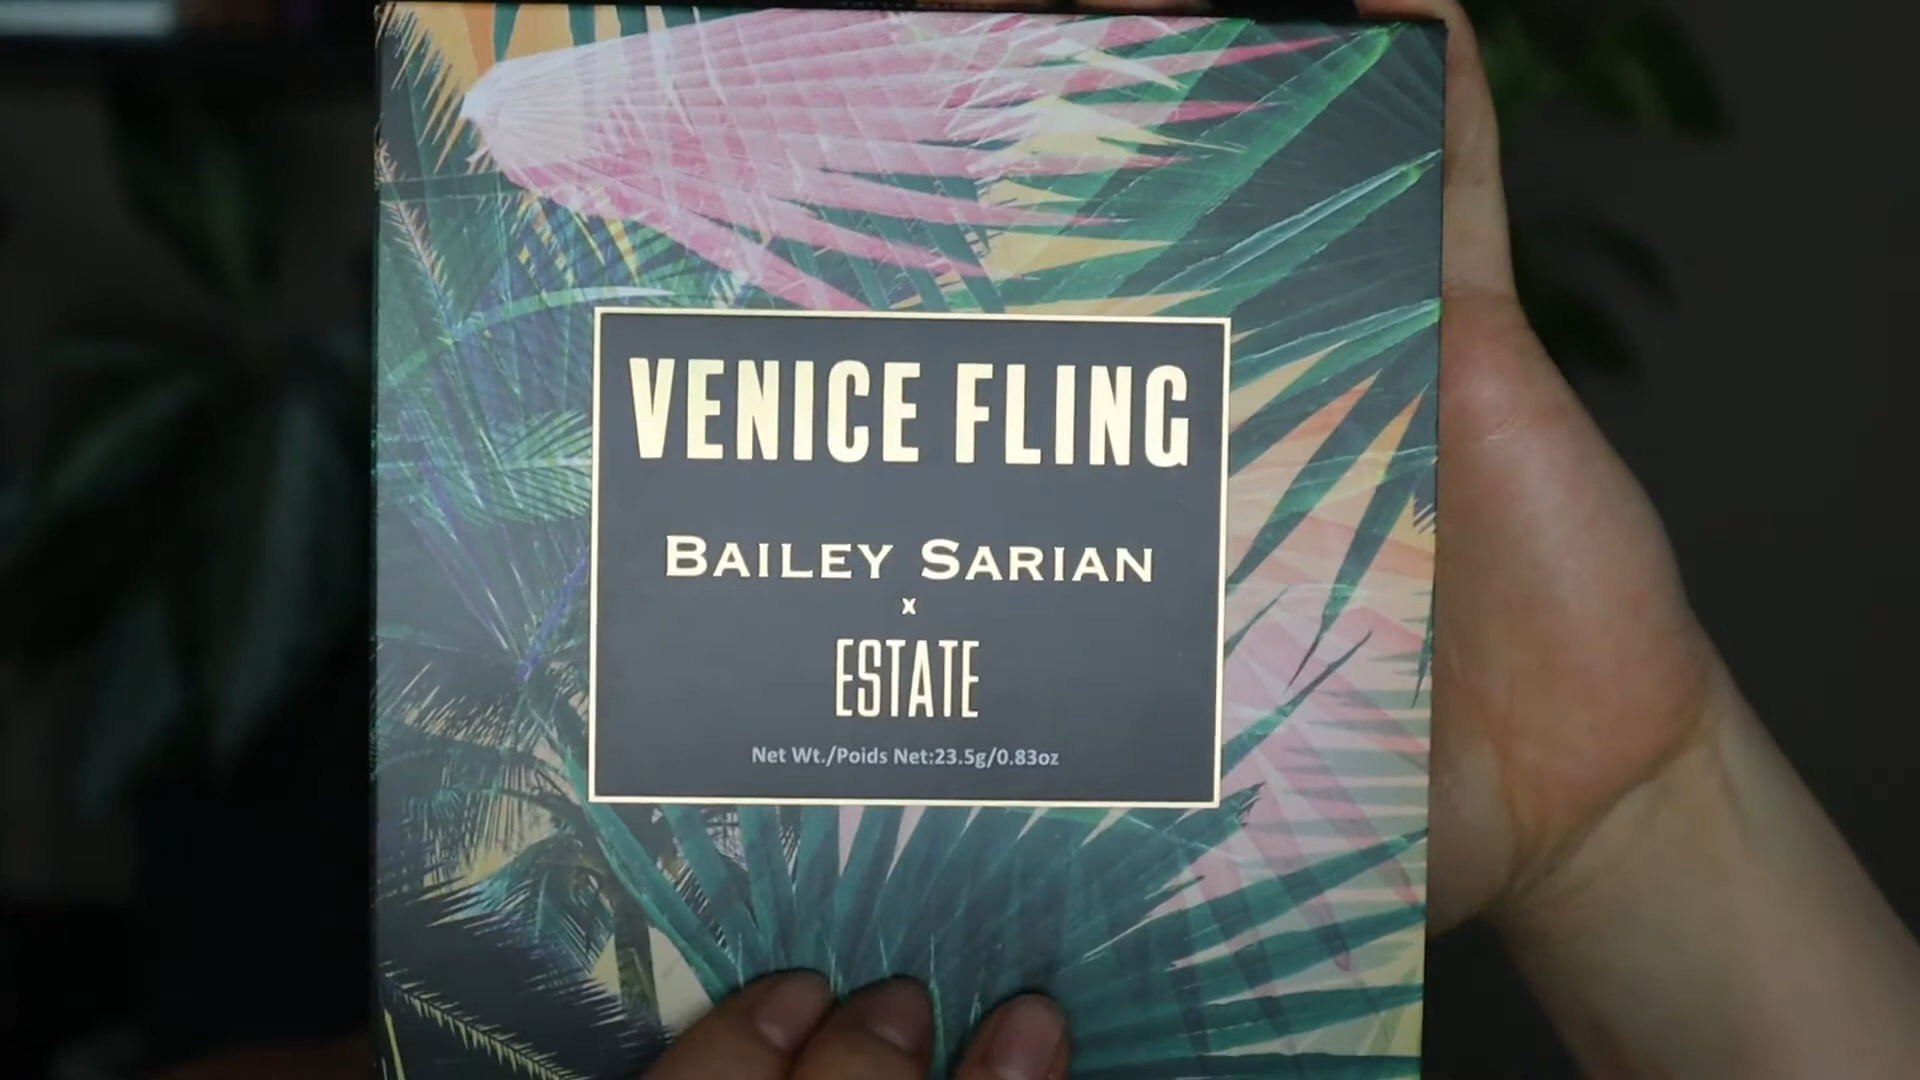 VENICE FLING
BAILEY SARIAN
x
ESTATE
Net Wt./Poids Net:23.5g/0.83oz